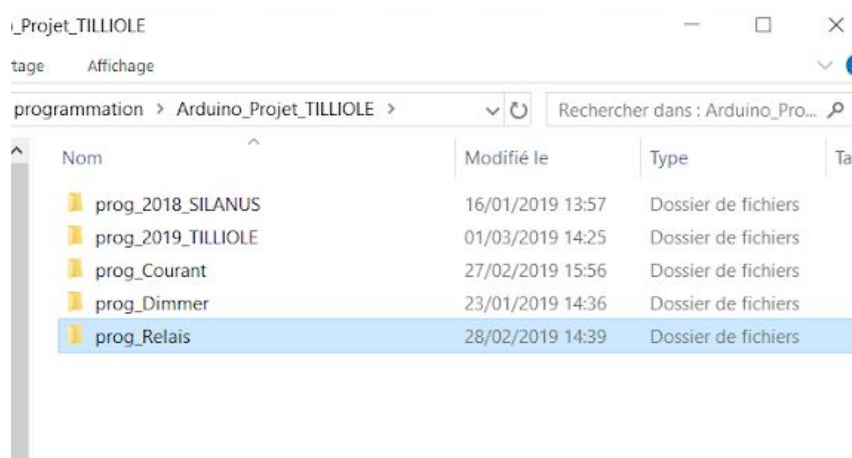 _Projet_TILLIOLE
tage Affichage
programmation > Arduino_Projet_TILLIOLE > Rechercher dans : Arduino_Pro...
Nom Modifié le Type Ta
prog_2018_SILANUS 16/01/2019 13:57 Dossier de fichiers
prog_2019_TILLIOLE 01/03/2019 14:25 Dossier de fichiers
prog_Courant 27/02/2019 15:56 Dossier de fichiers
prog_Dimmer 23/01/2019 14:36 Dossier de fichiers
prog_Relais 28/02/2019 14:39 Dossier de fichiers